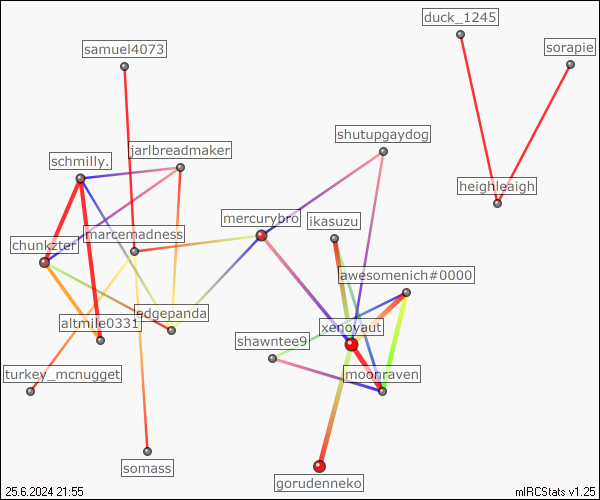 duck_1245
samuel4073
sorapie
shutupgaydog
jarlbreadmaker
schmilly.
heighleaigh
mercurybro
ikasuzu
marcemadness
chunkzter
awesomenich#0000
edgepanda
altmile0331
xenoyaut
shawntee9
turkey_mcnugget
moonraven
somass
gorudenneko
25.6.2024 21:55
mIRCStats v1.25